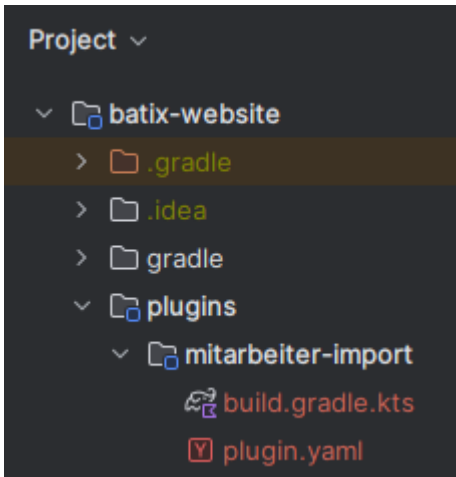 Project
batix-website
.gradle
.idea
gradle
plugins
mitarbeiter-import
build.gradle.kts
Y plugin.yaml